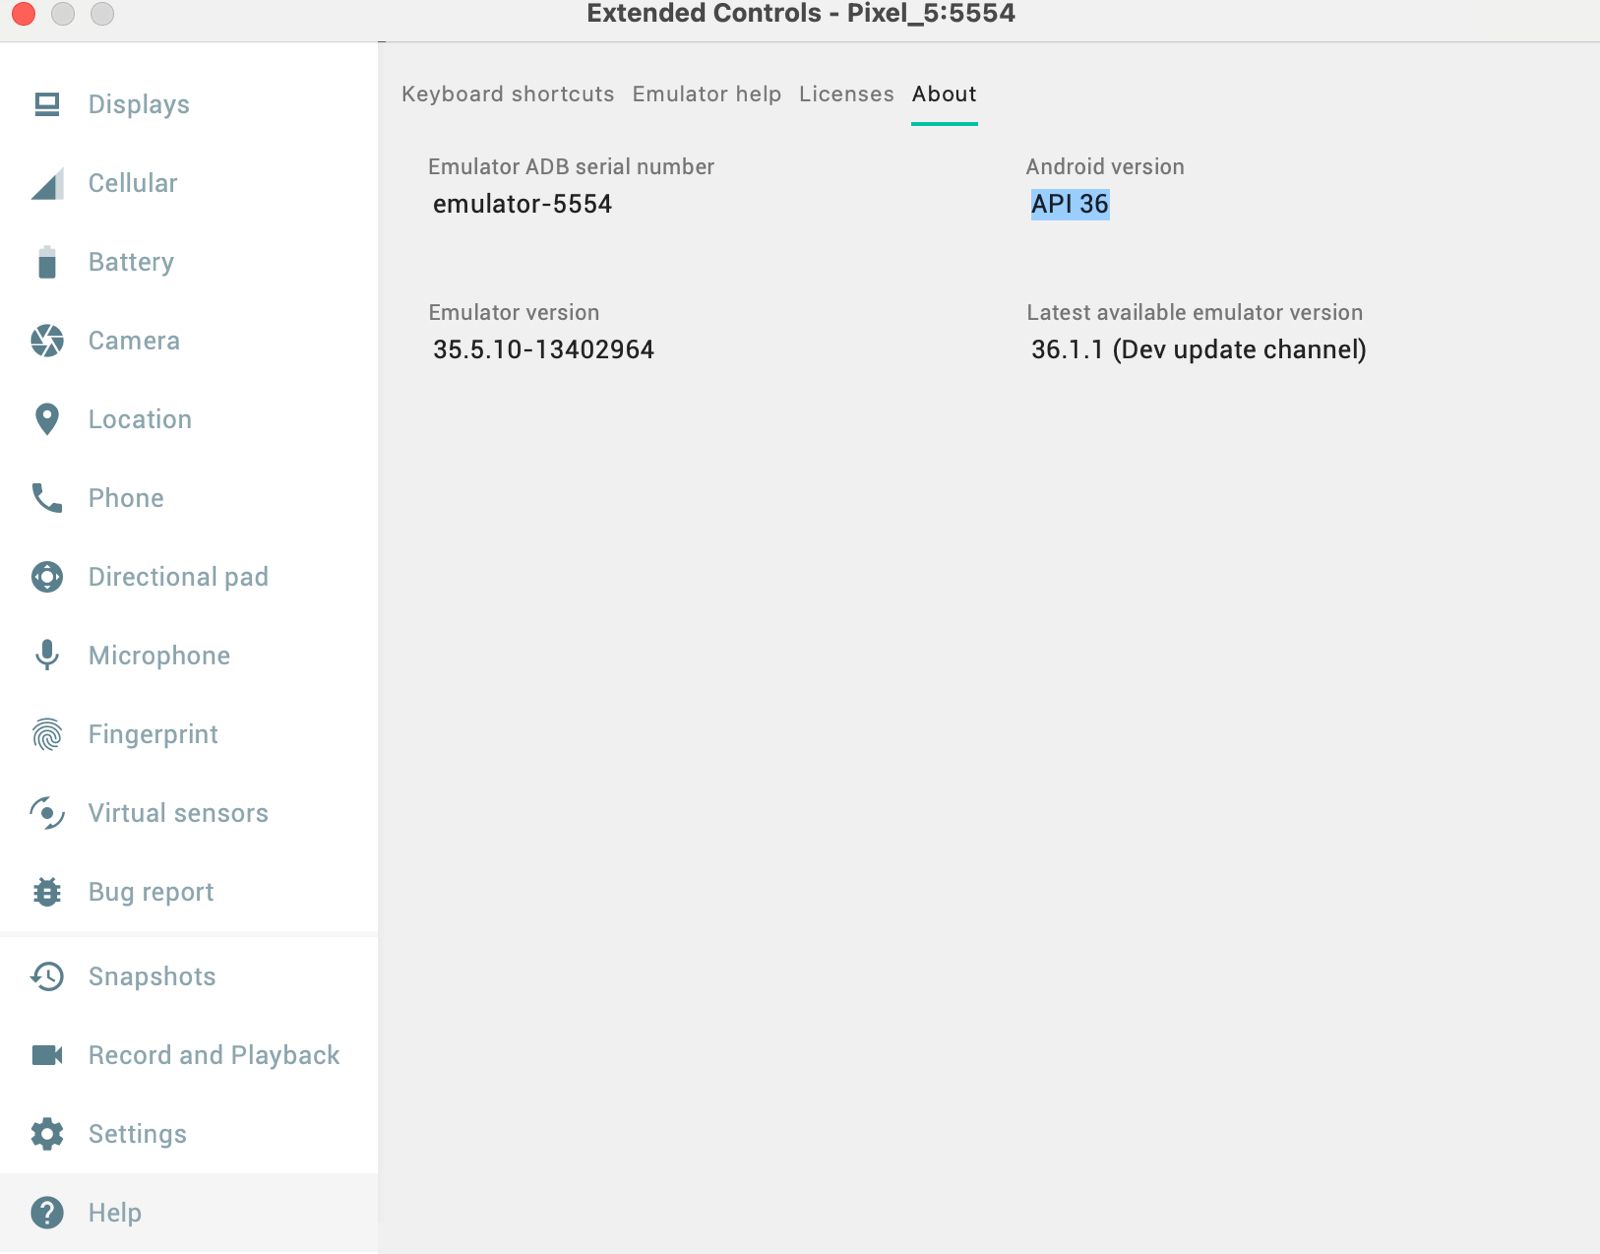 Extended Controls - Pixel_5:5554
Displays
Cellular
Battery
Camera
Location
Phone
Directional pad
Microphone
Fingerprint
Virtual sensors
Bug report
Snapshots
Record and Playback
Settings
Help
Keyboard shortcuts Emulator help Licenses About
Emulator ADB serial number
emulator-5554
Android version
API 36
Emulator version
35.5.10-13402964
Latest available emulator version
36.1.1 (Dev update channel)